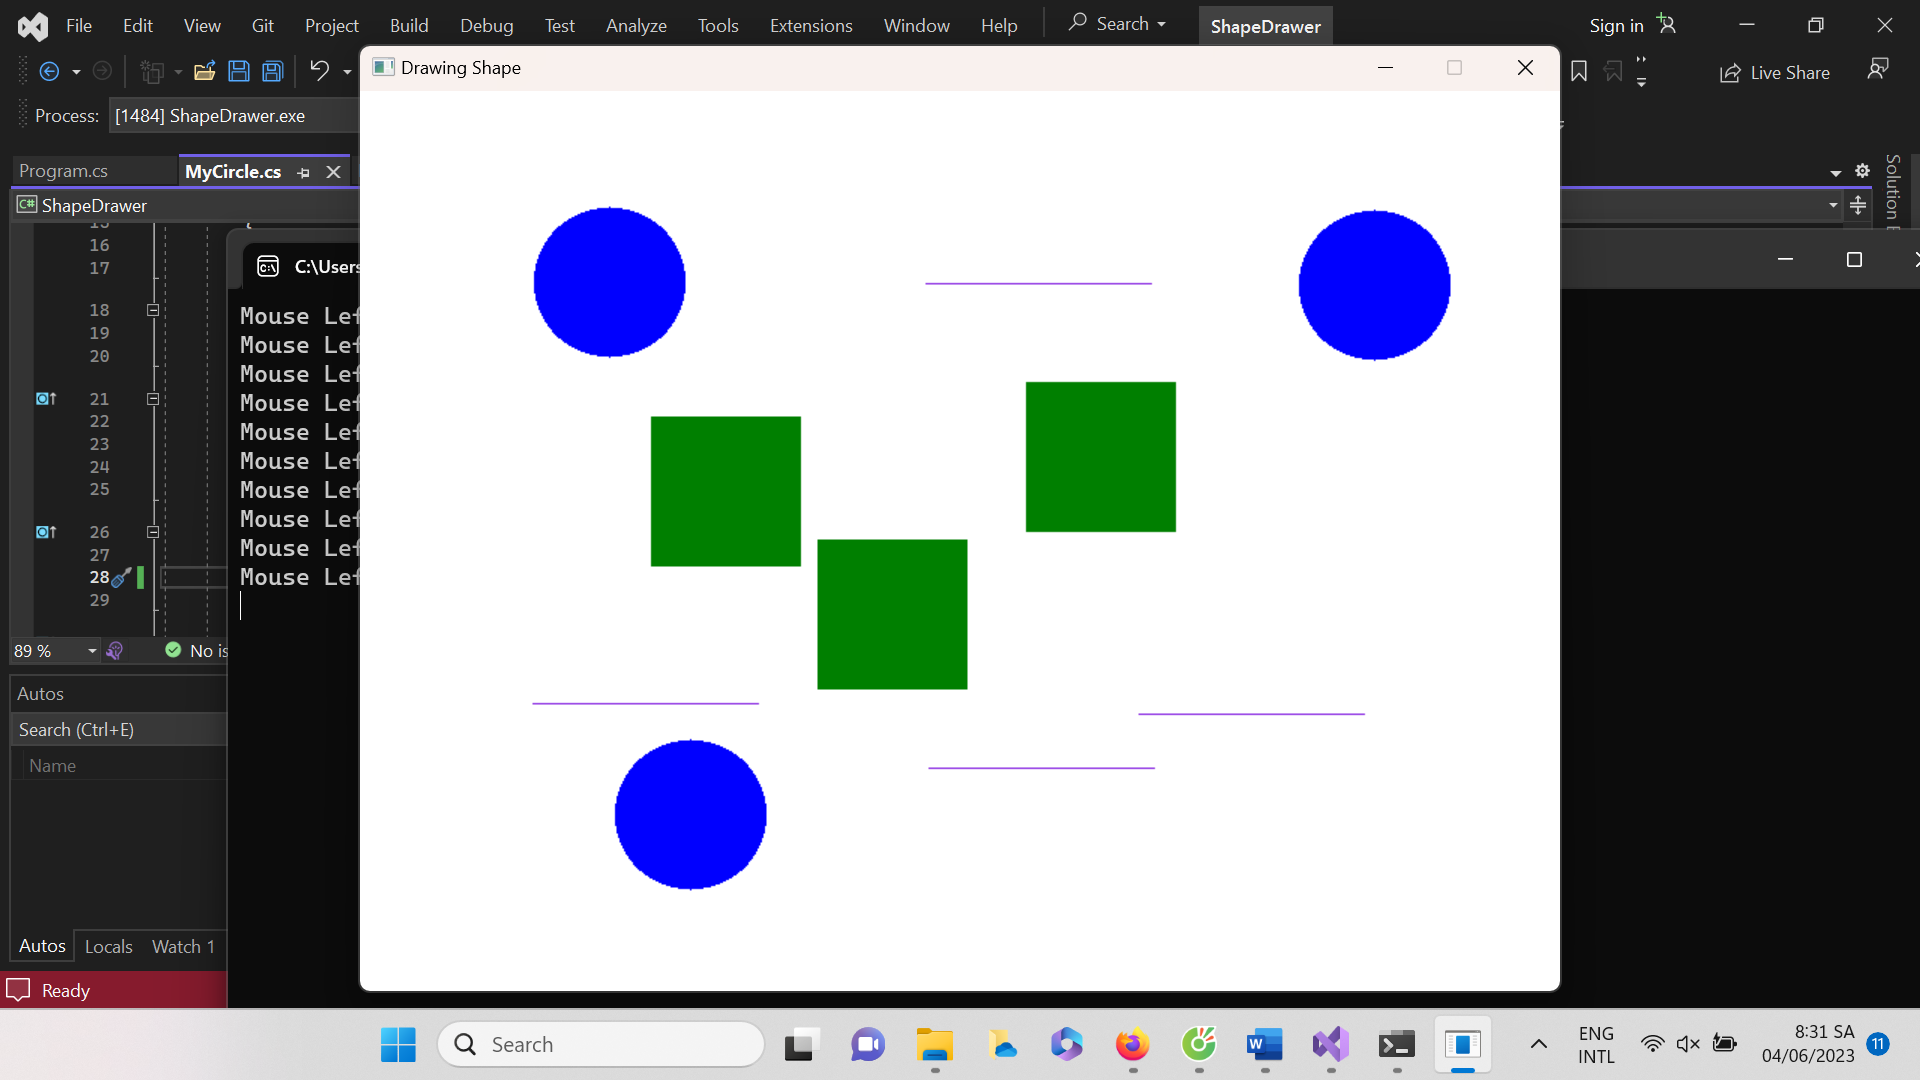 File Edit View Git Project Build Debug Test Analyze Tools Extensions Window Help Search ShapeDrawer Sign in
Live Share
Process: [1484] ShapeDrawer.exe
Drawing Shape
Program.cs MyCircle.cs
C# ShapeDrawer
Solution
C:\Users
16
17
18
19
20
21
22
23
24
25
26
27
28
29
Mouse Lef
Mouse Lef
Mouse Lef
Mouse Lef
Mouse Lef
Mouse Lef
Mouse Lef
Mouse Lef
Mouse Lef
Mouse Lef
89 % No is
Autos
Search (Ctrl+E)
Name
Autos Locals Watch 1
Ready
Search
ENG
INTL
8:31 SA
04/06/2023
11